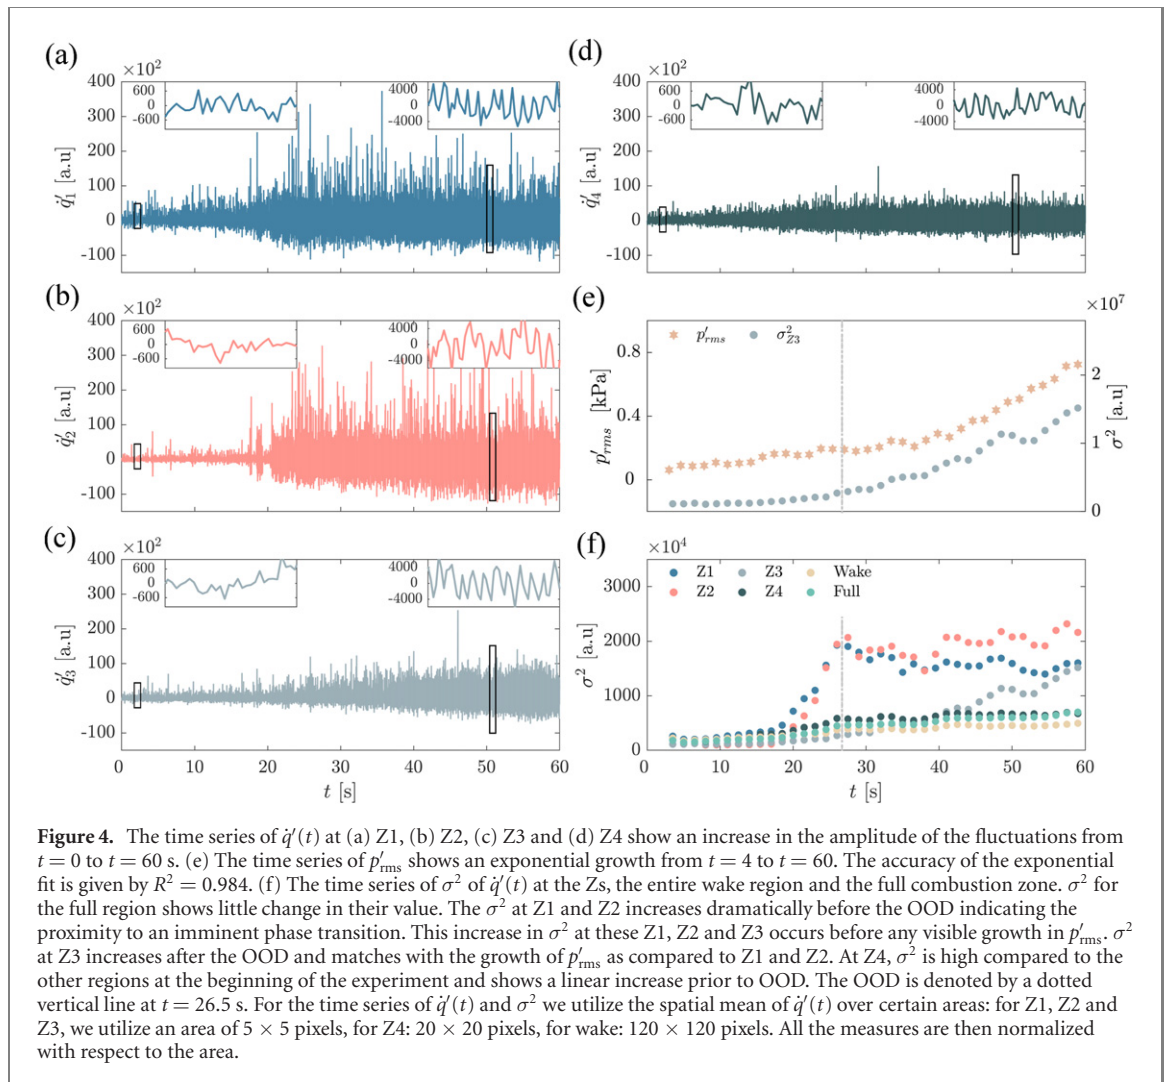 (a)
×10²
400
300
200
100
0
-100
q̇′₁ [a.u]
600
0
-600
4000
0
-4000
(d)
×10²
400
300
200
100
0
-100
q̇′₄ [a.u]
600
0
-600
4000
0
-4000
(b)
×10²
400
300
200
100
0
-100
q̇′₂ [a.u]
600
0
-600
4000
0
-4000
(e)
×10⁷
p′rms σ²Z3
0.8
0.4
0
p′rms [kPa]
2
1
0
σ² [a.u]
(c)
×10²
400
300
200
100
0
-100
q̇′₃ [a.u]
600
0
-600
4000
0
-4000
0 10 20 30 40 50 60
t [s]
(f)
×10⁴
Z1 Z3 Wake
Z2 Z4 Full
3000
2000
1000
0
σ² [a.u]
0 10 20 30 40 50 60
t [s]
Figure 4. The time series of q̇′(t) at (a) Z1, (b) Z2, (c) Z3 and (d) Z4 show an increase in the amplitude of the fluctuations from
t = 0 to t = 60 s. (e) The time series of p′rms shows an exponential growth from t = 4 to t = 60. The accuracy of the exponential
fit is given by R² = 0.984. (f) The time series of σ² of q̇′(t) at the Zs, the entire wake region and the full combustion zone. σ² for
the full region shows little change in their value. The σ² at Z1 and Z2 increases dramatically before the OOD indicating the
proximity to an imminent phase transition. This increase in σ² at these Z1, Z2 and Z3 occurs before any visible growth in p′rms. σ²
at Z3 increases after the OOD and matches with the growth of p′rms as compared to Z1 and Z2. At Z4, σ² is high compared to the
other regions at the beginning of the experiment and shows a linear increase prior to OOD. The OOD is denoted by a dotted
vertical line at t = 26.5 s. For the time series of q̇′(t) and σ² we utilize the spatial mean of q̇′(t) over certain areas: for Z1, Z2 and
Z3, we utilize an area of 5 × 5 pixels, for Z4: 20 × 20 pixels, for wake: 120 × 120 pixels. All the measures are then normalized
with respect to the area.